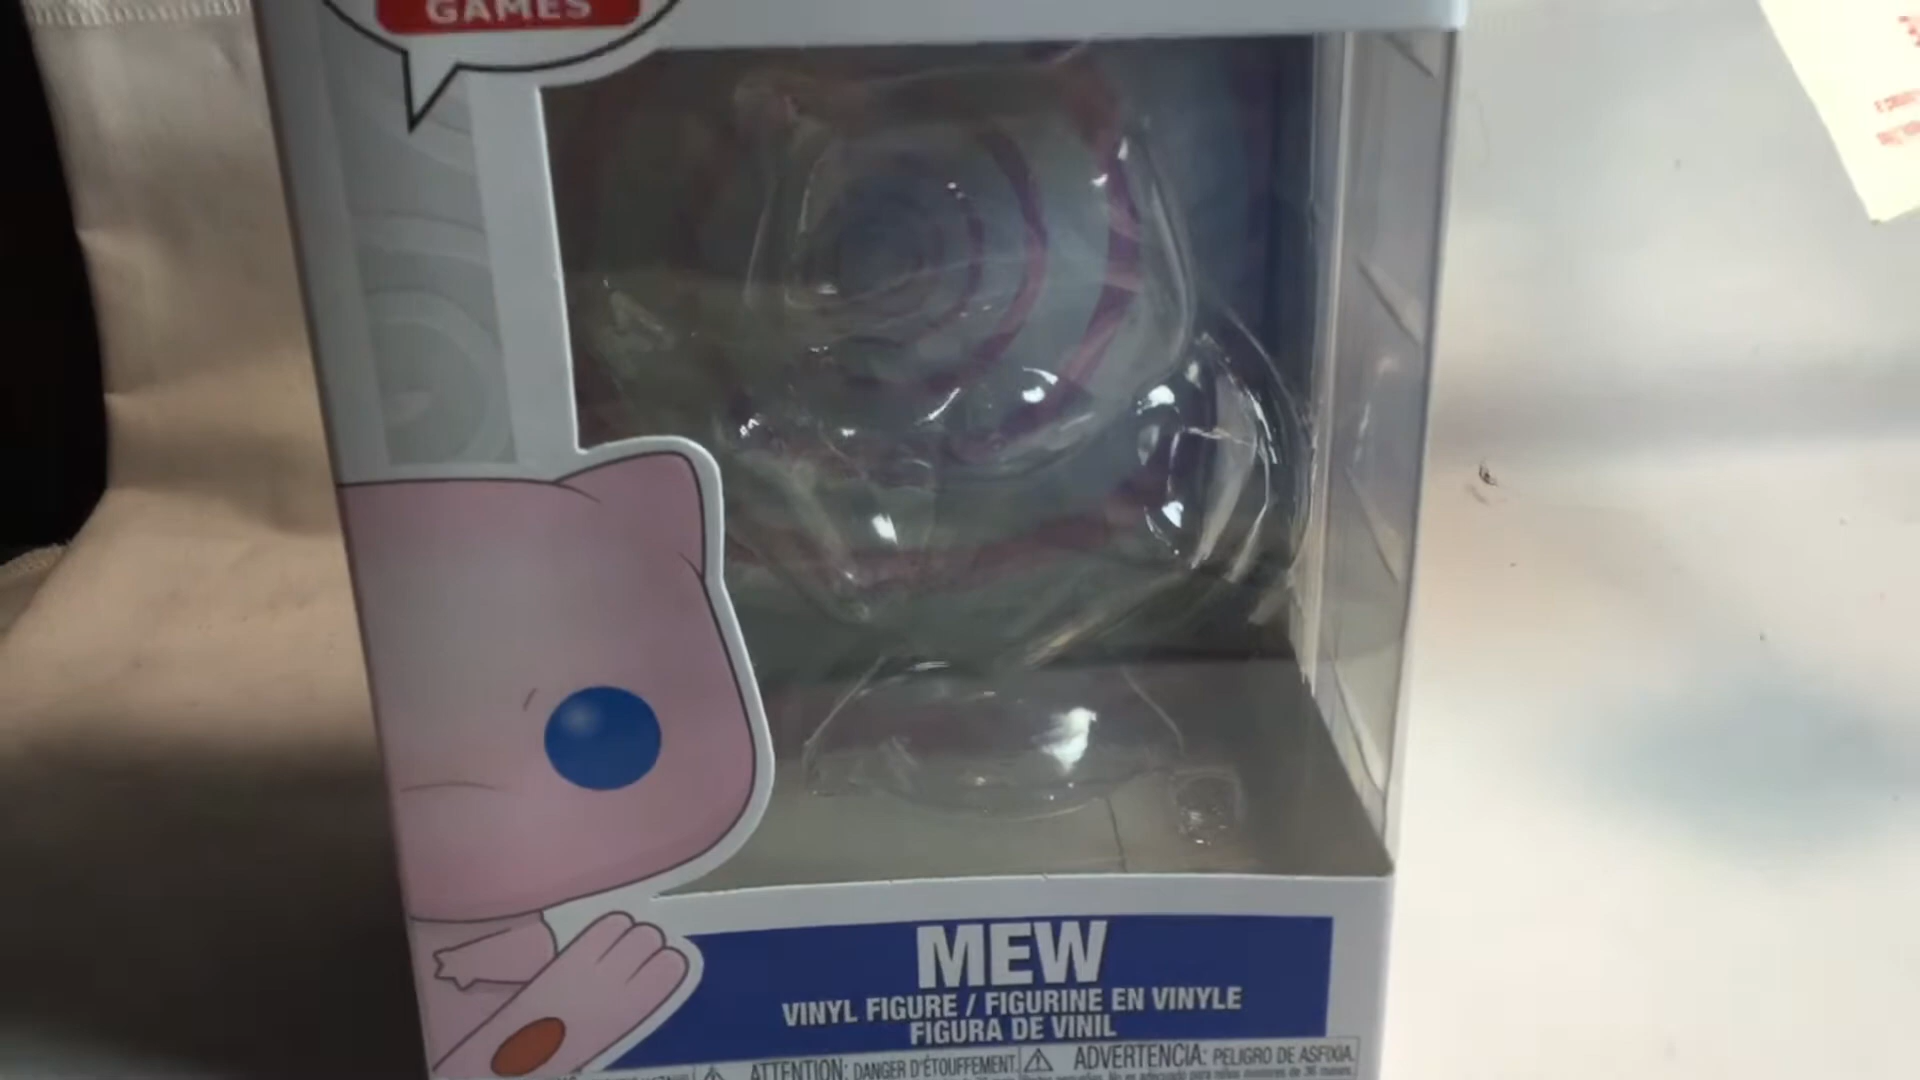 GAMES
MEW
VINYL FIGURE / FIGURINE EN VINYLE
FIGURA DE VINIL
ATTENTION: DANGER D'ÉTOUFFEMENT. ADVERTENCIA: PELIGRO DE ASFIXIA.